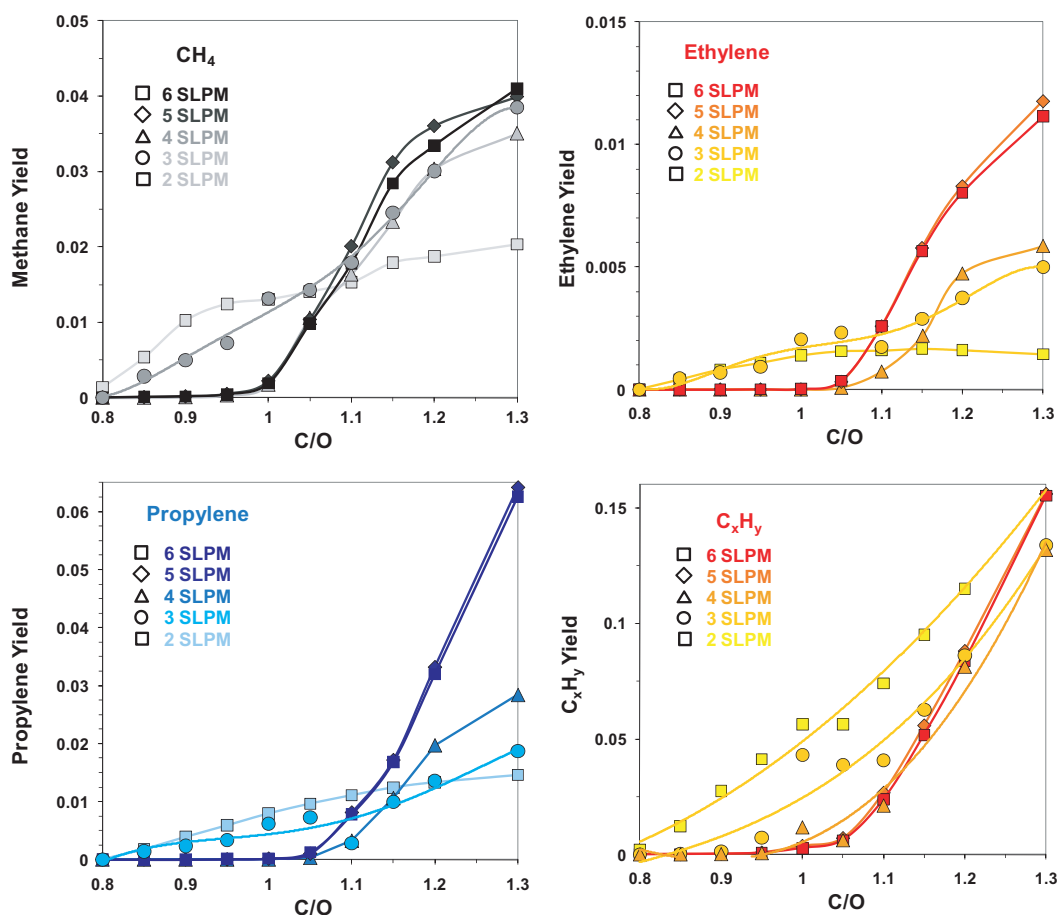 CH4
6 SLPM
5 SLPM
4 SLPM
3 SLPM
2 SLPM
Methane Yield
0.05
0.04
0.03
0.02
0.01
0
0.8 0.9 1 1.1 1.2 1.3
C/O
Ethylene
6 SLPM
5 SLPM
4 SLPM
3 SLPM
2 SLPM
Ethylene Yield
0.015
0.01
0.005
0
0.8 0.9 1 1.1 1.2 1.3
C/O
Propylene
6 SLPM
5 SLPM
4 SLPM
3 SLPM
2 SLPM
Propylene Yield
0.06
0.05
0.04
0.03
0.02
0.01
0
0.8 0.9 1 1.1 1.2 1.3
C/O
CxHy
6 SLPM
5 SLPM
4 SLPM
3 SLPM
2 SLPM
CxHy Yield
0.15
0.1
0.05
0
0.8 0.9 1 1.1 1.2 1.3
C/O